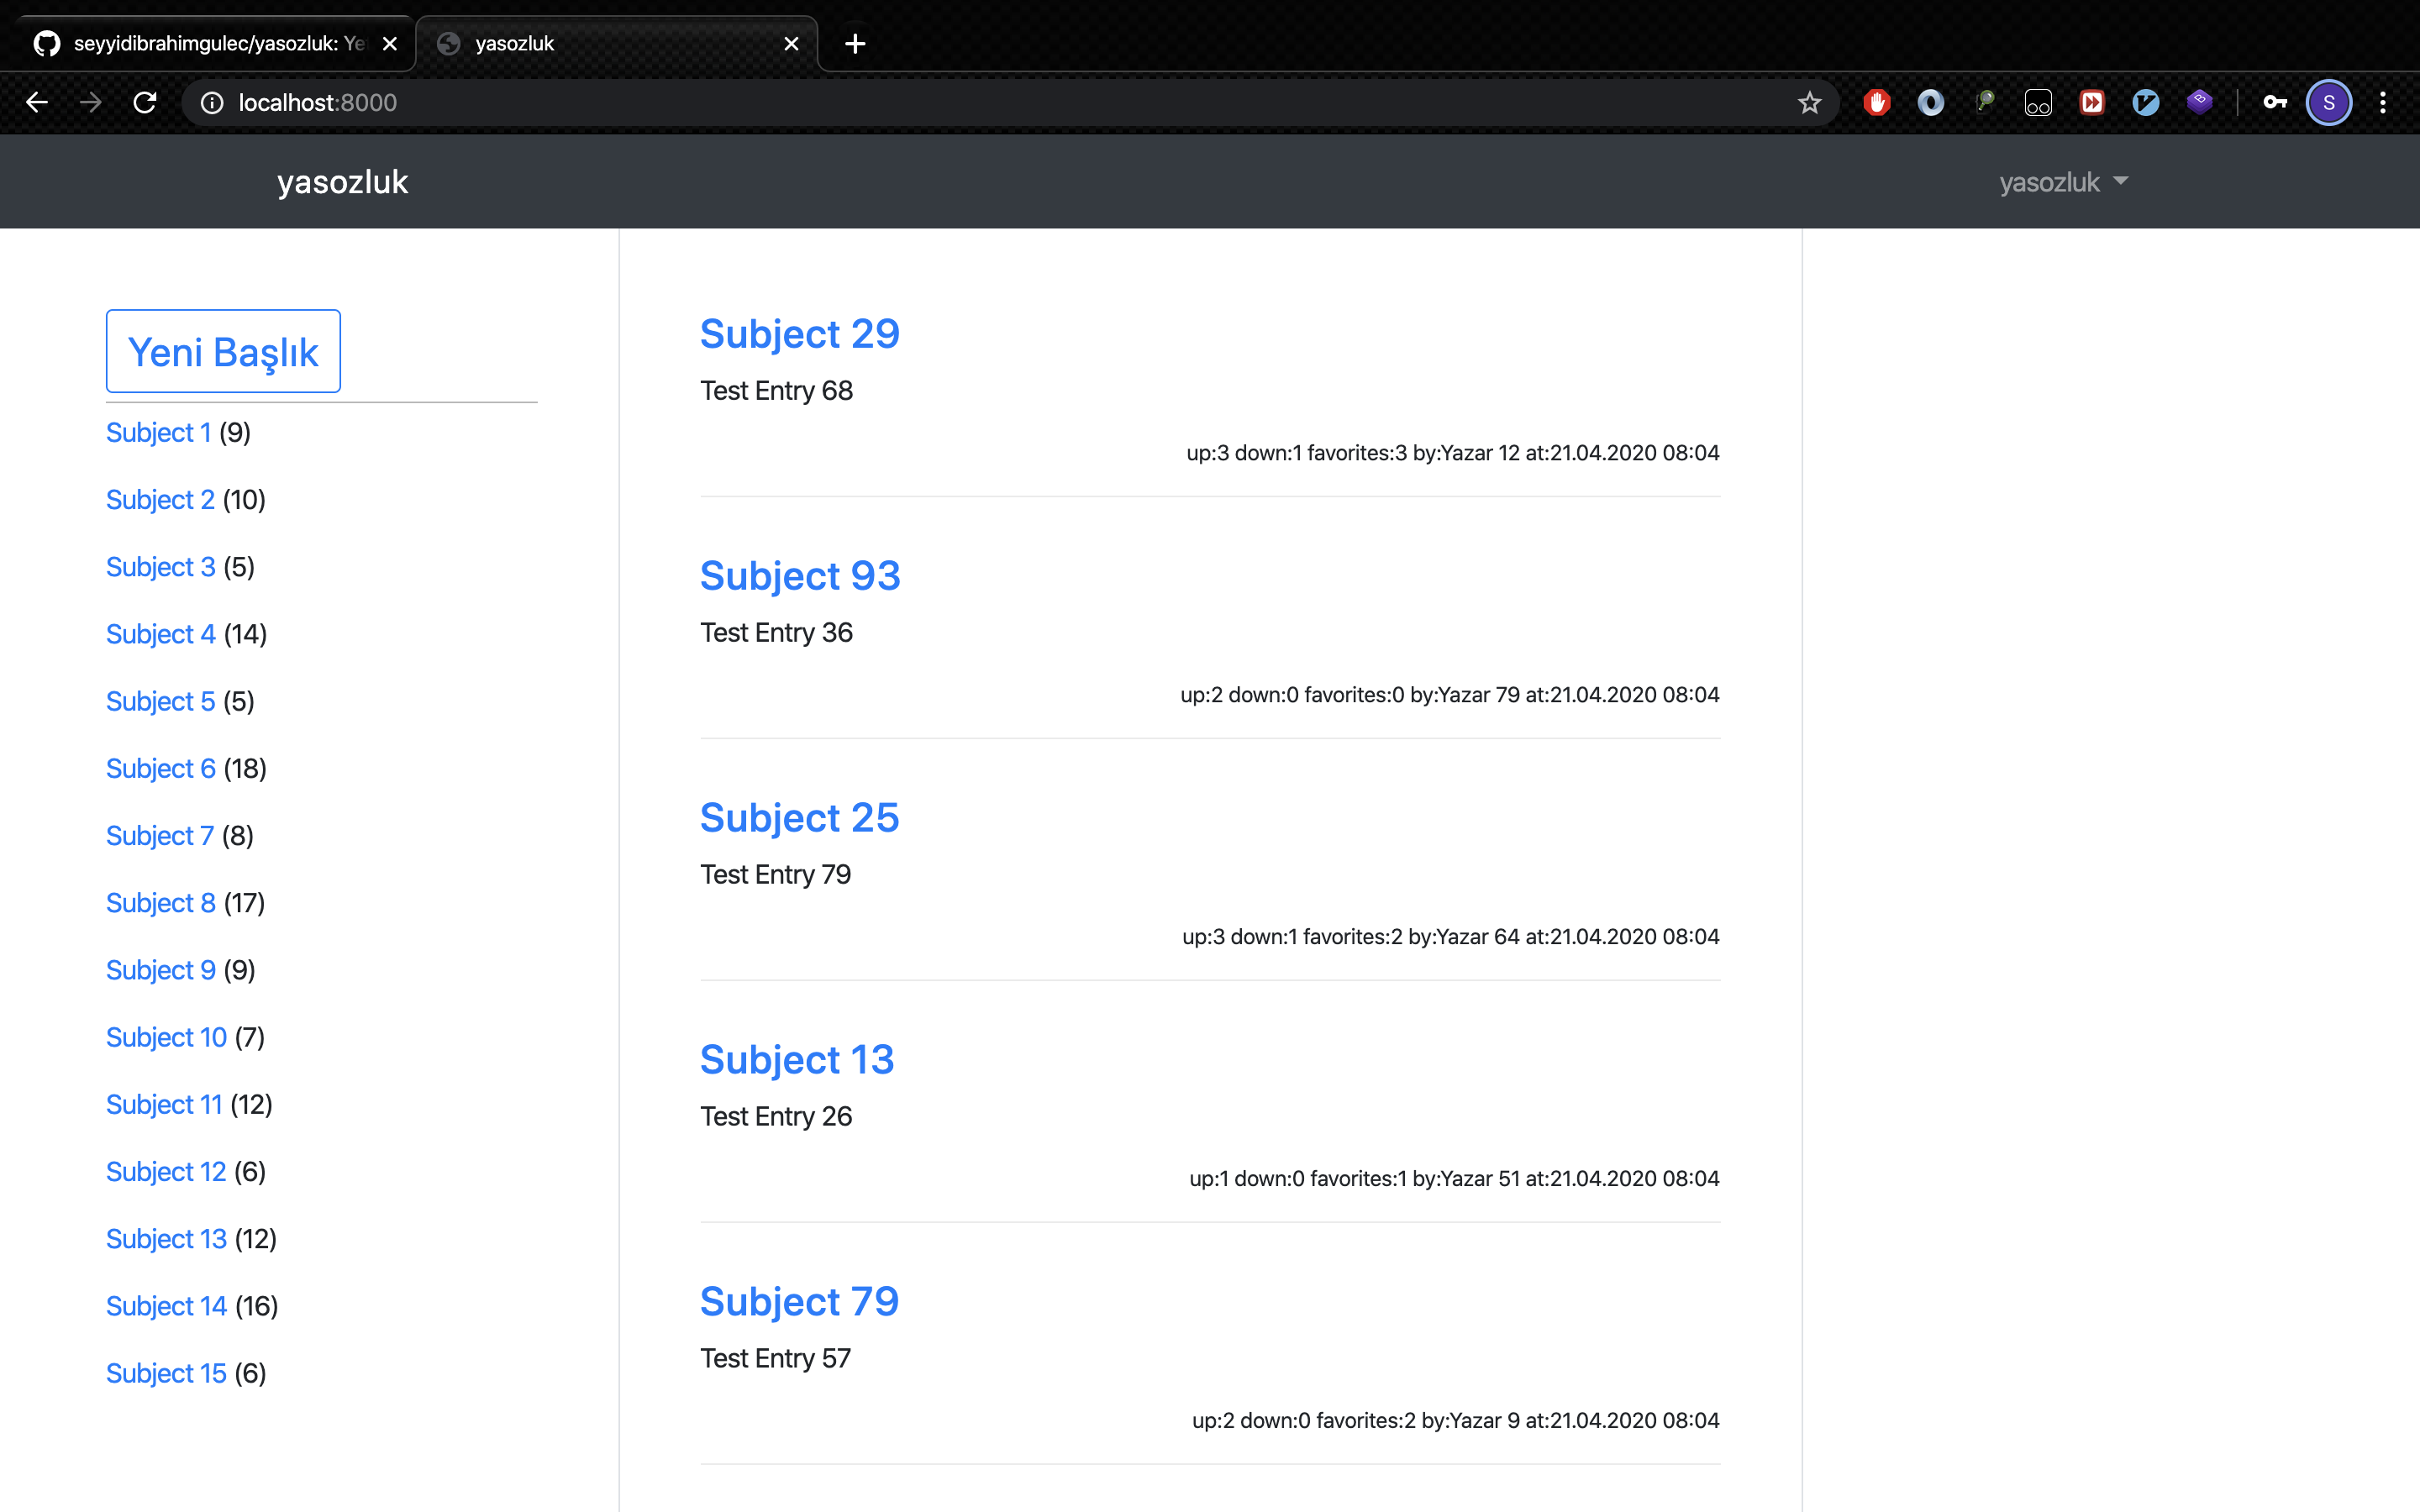 seyyidibrahimgulec/yasozluk: Ye
yasozluk
localhost:8000
S
yasozluk
yasozluk
Yeni Başlık
Subject 1 (9)
Subject 2 (10)
Subject 3 (5)
Subject 4 (14)
Subject 5 (5)
Subject 6 (18)
Subject 7 (8)
Subject 8 (17)
Subject 9 (9)
Subject 10 (7)
Subject 11 (12)
Subject 12 (6)
Subject 13 (12)
Subject 14 (16)
Subject 15 (6)
Subject 29
Test Entry 68
up:3 down:1 favorites:3 by:Yazar 12 at:21.04.2020 08:04
Subject 93
Test Entry 36
up:2 down:0 favorites:0 by:Yazar 79 at:21.04.2020 08:04
Subject 25
Test Entry 79
up:3 down:1 favorites:2 by:Yazar 64 at:21.04.2020 08:04
Subject 13
Test Entry 26
up:1 down:0 favorites:1 by:Yazar 51 at:21.04.2020 08:04
Subject 79
Test Entry 57
up:2 down:0 favorites:2 by:Yazar 9 at:21.04.2020 08:04